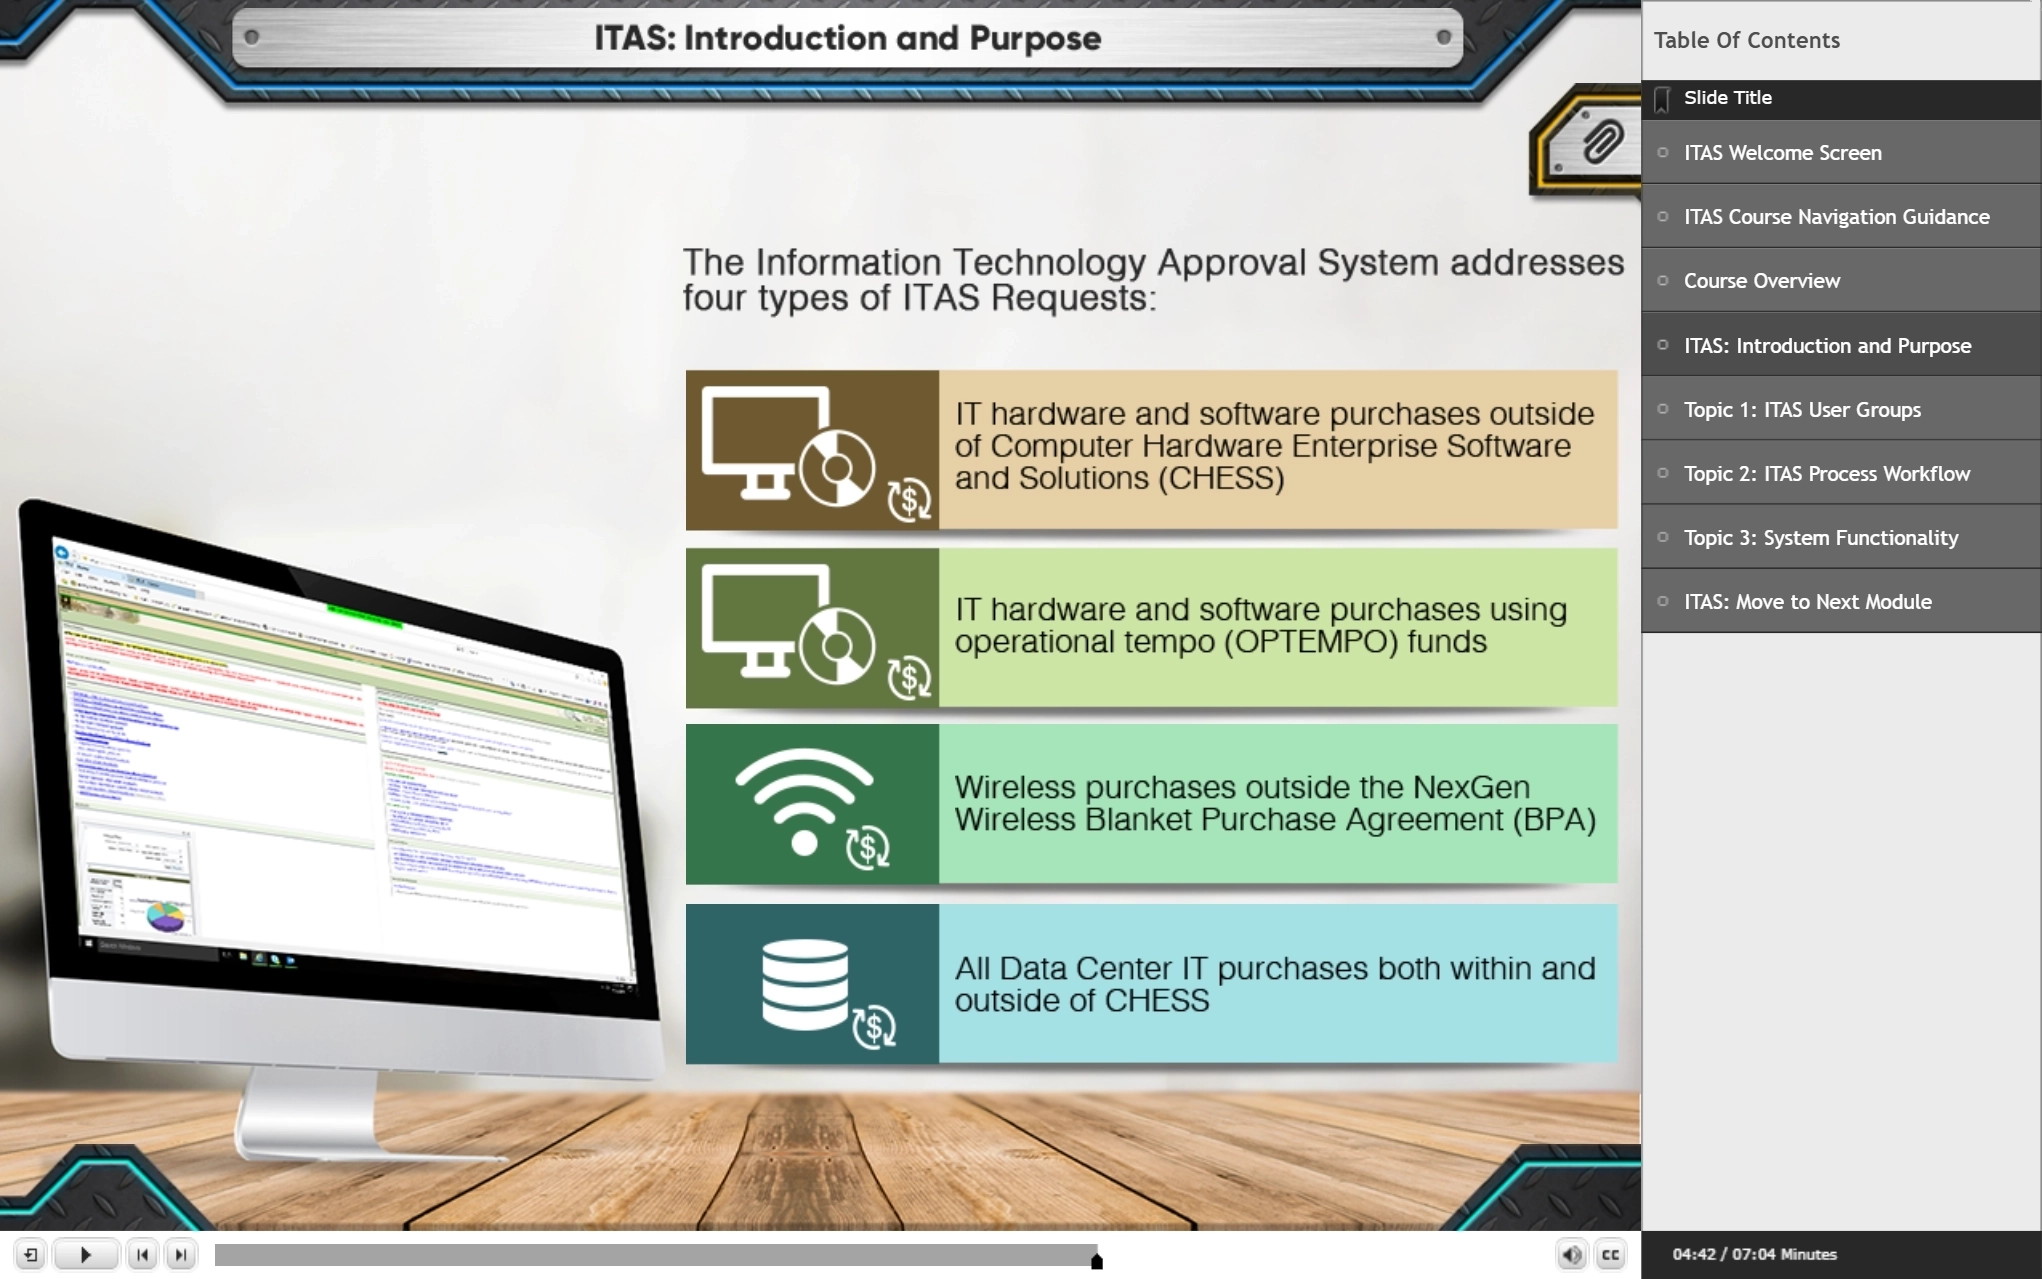 ITAS: Introduction and Purpose
The Information Technology Approval System addresses
four types of ITAS Requests:
IT hardware and software purchases outside
of Computer Hardware Enterprise Software
and Solutions (CHESS)
IT hardware and software purchases using
operational tempo (OPTEMPO) funds
Wireless purchases outside the NexGen
Wireless Blanket Purchase Agreement (BPA)
All Data Center IT purchases both within and
outside of CHESS
Table Of Contents
Slide Title
ITAS Welcome Screen
ITAS Course Navigation Guidance
Course Overview
ITAS: Introduction and Purpose
Topic 1: ITAS User Groups
Topic 2: ITAS Process Workflow
Topic 3: System Functionality
ITAS: Move to Next Module
CC
04:42 / 07:04 Minutes